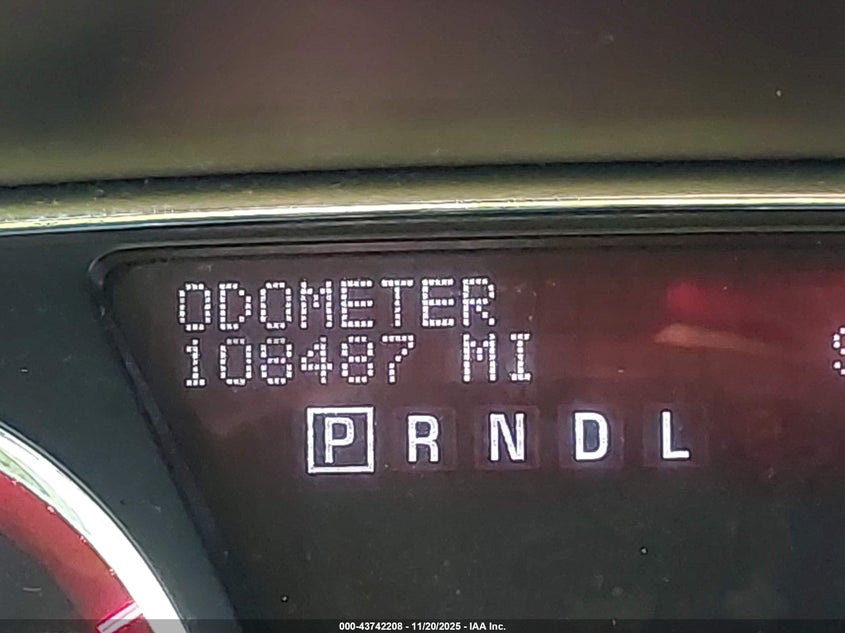 ODOMETER
108487 MI
P R N D L
000-43742208 - 11/20/2025 - IAA Inc.